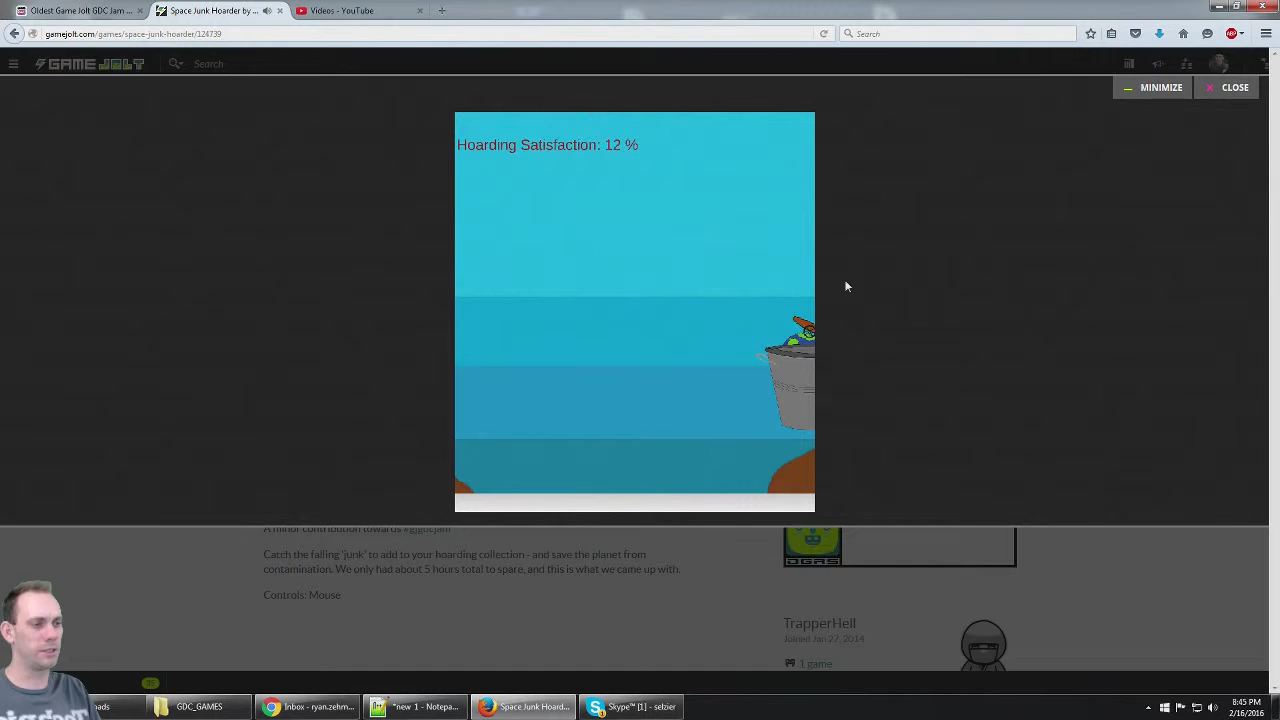 Oldest Game Jolt GDC Jam ...
Space Junk Hoarder by ...
Videos - YouTube
gamejolt.com/games/space-junk-hoarder/124739
Search
GAME JOLT
Search
MINIMIZE
CLOSE
Hoarding Satisfaction: 12 %
A minor contribution towards #gjgdcjam
Catch the falling 'junk' to add to your hoarding collection - and save the planet from
contamination. We only had about 5 hours total to spare, and this is what we came up with.
Controls: Mouse
DGAS
TrapperHell
Joined Jan 27, 2014
1 game
ads
GDC_GAMES
Inbox - ryan.zehm...
*new 1 - Notepa...
Space Junk Hoard...
Skype™ [1] - selzier
8:45 PM
2/16/2016